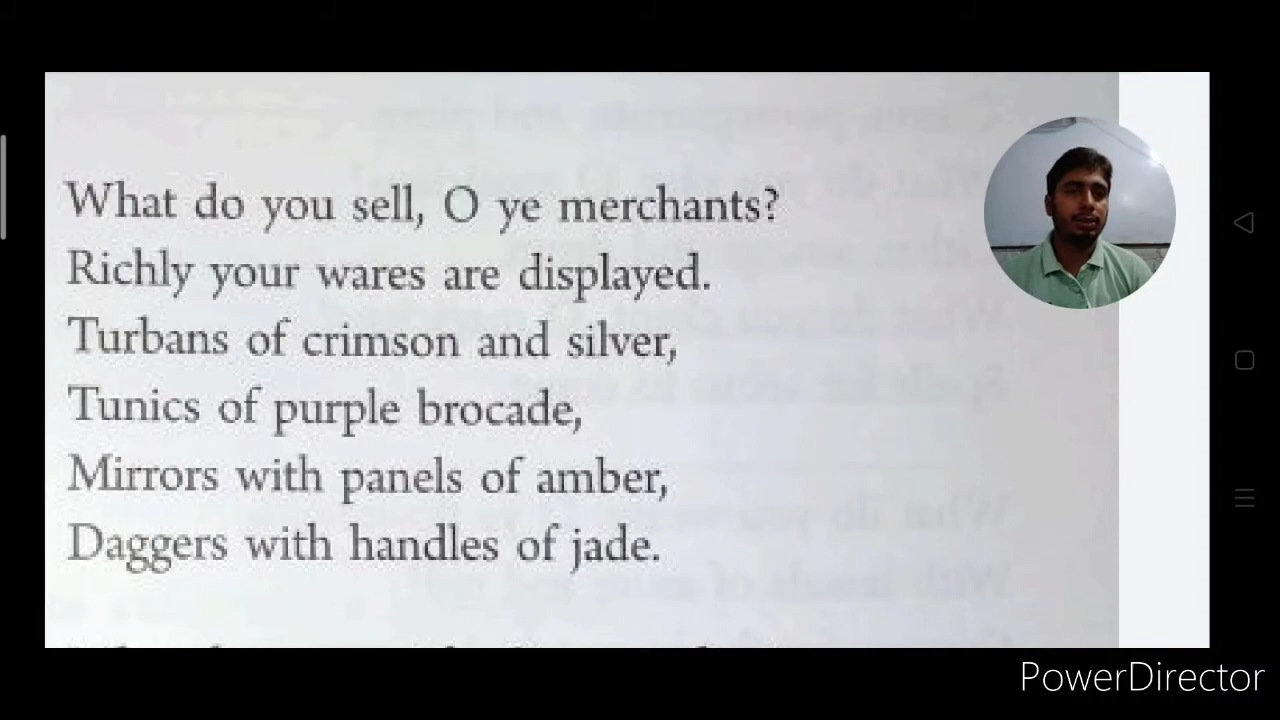 What do you sell, O ye merchants?
Richly your wares are displayed.
Turbans of crimson and silver,
Tunics of purple brocade,
Mirrors with panels of amber,
Daggers with handles of jade.
PowerDirector